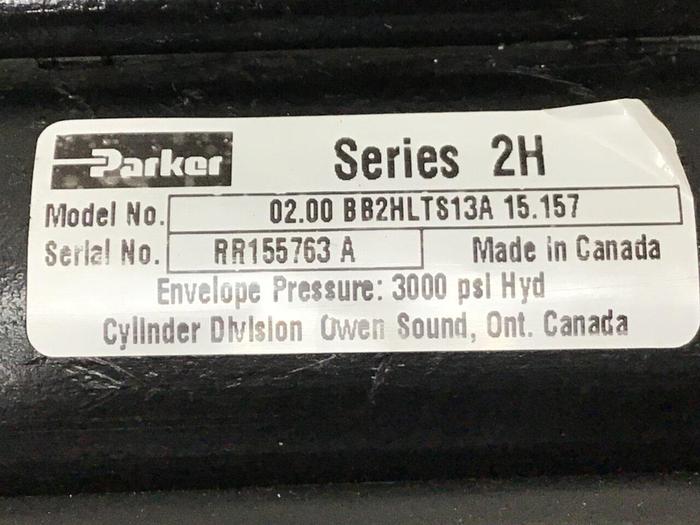 Parker
Series 2H
Model No. 02.00 BB2HLTS13A 15.157
Serial No. RR155763 A Made in Canada
Envelope Pressure: 3000 psi Hyd
Cylinder Division Owen Sound, Ont. Canada